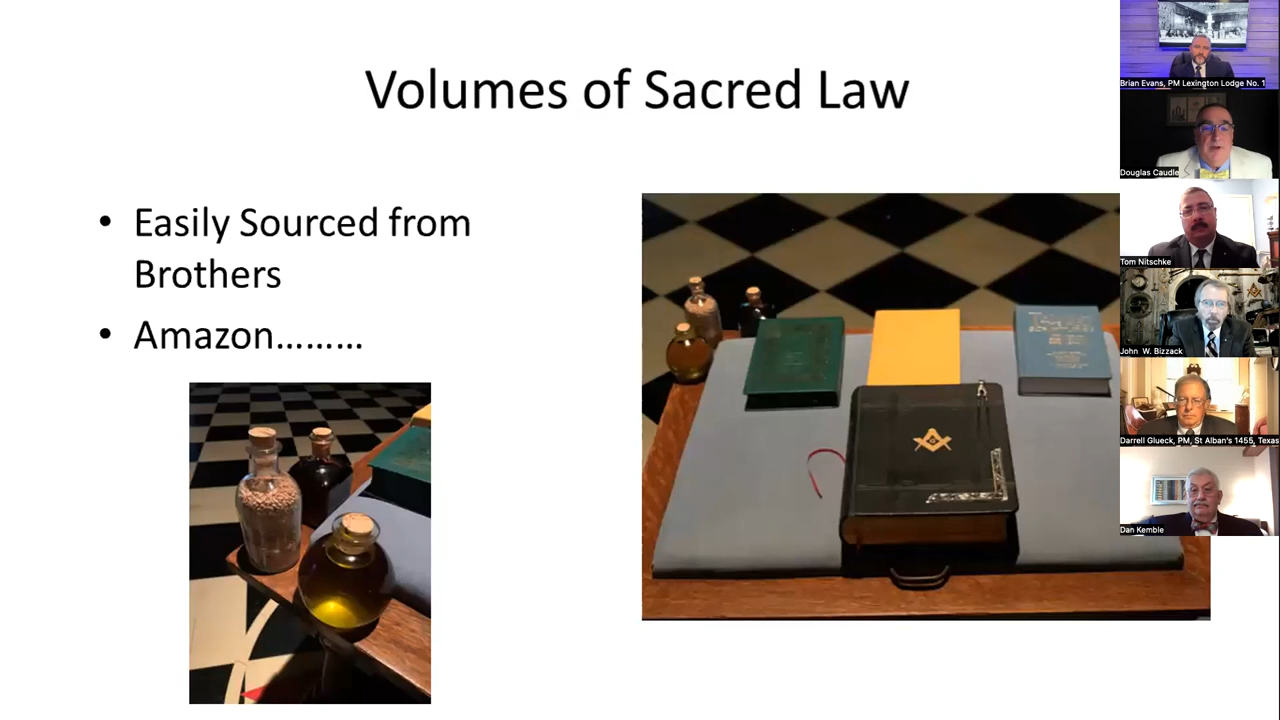 Volumes of Sacred Law
• Easily Sourced from
Brothers
• Amazon………
Brian Evans, PM Lexington Lodge No. 1
Douglas Caudle
Tom Nitschke
John W. Bizzack
Darrell Glueck, PM, St Alban's 1455, Texas
Dan Kemble